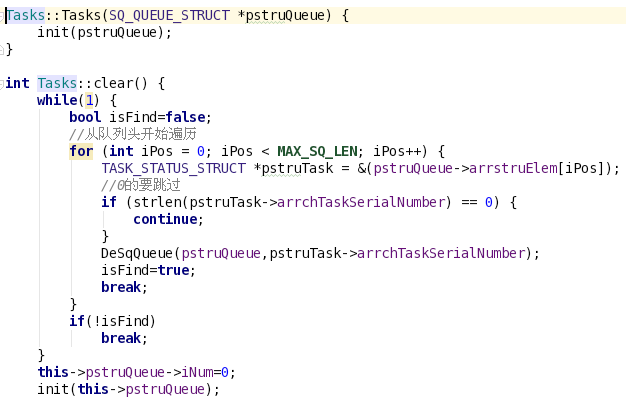 Tasks::Tasks(SQ_QUEUE_STRUCT *pstruQueue) {
    init(pstruQueue);
}

int Tasks::clear() {
    while(1) {
        bool isFind=false;
        //从队列头开始遍历
        for (int iPos = 0; iPos < MAX_SQ_LEN; iPos++) {
            TASK_STATUS_STRUCT *pstruTask = &(pstruQueue->arrstruElem[iPos]);
            //0的要跳过
            if (strlen(pstruTask->arrchTaskSerialNumber) == 0) {
                continue;
            }
            DeSqQueue(pstruQueue,pstruTask->arrchTaskSerialNumber);
            isFind=true;
            break;
        }
        if(!isFind)
            break;
    }
    this->pstruQueue->iNum=0;
    init(this->pstruQueue);